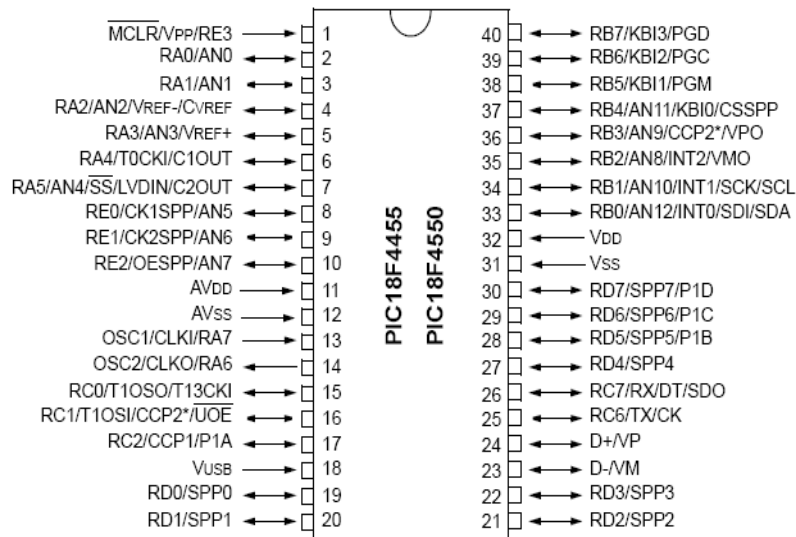 MCLR/VPP/RE3 1
RA0/AN0 2
RA1/AN1 3
RA2/AN2/VREF-/CVREF 4
RA3/AN3/VREF+ 5
RA4/T0CKI/C1OUT 6
RA5/AN4/SS/LVDIN/C2OUT 7
RE0/CK1SPP/AN5 8
RE1/CK2SPP/AN6 9
RE2/OESPP/AN7 10
AVDD 11
AVSS 12
OSC1/CLKI/RA7 13
OSC2/CLKO/RA6 14
RC0/T1OSO/T13CKI 15
RC1/T1OSI/CCP2*/UOE 16
RC2/CCP1/P1A 17
VUSB 18
RD0/SPP0 19
RD1/SPP1 20
PIC18F4455
PIC18F4550
40 RB7/KBI3/PGD
39 RB6/KBI2/PGC
38 RB5/KBI1/PGM
37 RB4/AN11/KBI0/CSSPP
36 RB3/AN9/CCP2*/VPO
35 RB2/AN8/INT2/VMO
34 RB1/AN10/INT1/SCK/SCL
33 RB0/AN12/INT0/SDI/SDA
32 VDD
31 VSS
30 RD7/SPP7/P1D
29 RD6/SPP6/P1C
28 RD5/SPP5/P1B
27 RD4/SPP4
26 RC7/RX/DT/SDO
25 RC6/TX/CK
24 D+/VP
23 D-/VM
22 RD3/SPP3
21 RD2/SPP2